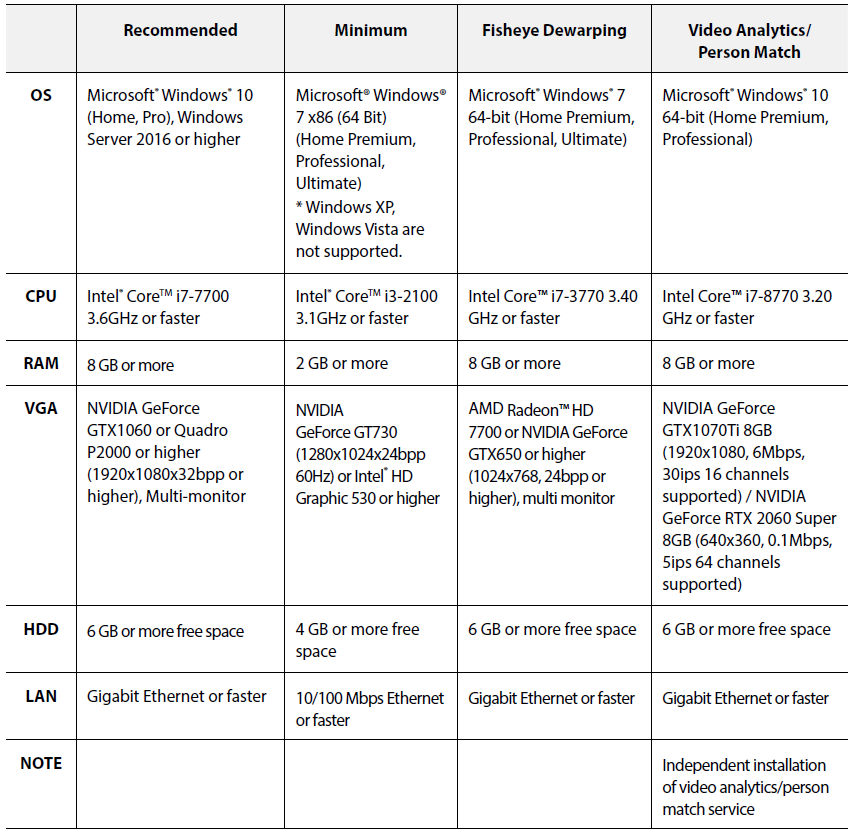 Recommended
Minimum
Fisheye Dewarping
Video Analytics/
Person Match
OS
Microsoft® Windows® 10
(Home, Pro), Windows
Server 2016 or higher
Microsoft® Windows®
7 x86 (64 Bit)
(Home Premium,
Professional,
Ultimate)
* Windows XP,
Windows Vista are
not supported.
Microsoft® Windows® 7
64-bit (Home Premium,
Professional, Ultimate)
Microsoft® Windows® 10
64-bit (Home Premium,
Professional)
CPU
Intel® Core™ i7-7700
3.6GHz or faster
Intel® Core™ i3-2100
3.1GHz or faster
Intel Core™ i7-3770 3.40
GHz or faster
Intel Core™ i7-8770 3.20
GHz or faster
RAM
8 GB or more
2 GB or more
8 GB or more
8 GB or more
VGA
NVIDIA GeForce
GTX1060 or Quadro
P2000 or higher
(1920x1080x32bpp or
higher), Multi-monitor
NVIDIA
GeForce GT730
(1280x1024x24bpp
60Hz) or Intel® HD
Graphic 530 or higher
AMD Radeon™ HD
7700 or NVIDIA GeForce
GTX650 or higher
(1024x768, 24bpp or
higher), multi monitor
NVIDIA GeForce
GTX1070Ti 8GB
(1920x1080, 6Mbps,
30ips 16 channels
supported) / NVIDIA
GeForce RTX 2060 Super
8GB (640x360, 0.1Mbps,
5ips 64 channels
supported)
HDD
6 GB or more free space
4 GB or more free
space
6 GB or more free space
6 GB or more free space
LAN
Gigabit Ethernet or faster
10/100 Mbps Ethernet
or faster
Gigabit Ethernet or faster
Gigabit Ethernet or faster
NOTE
Independent installation
of video analytics/person
match service